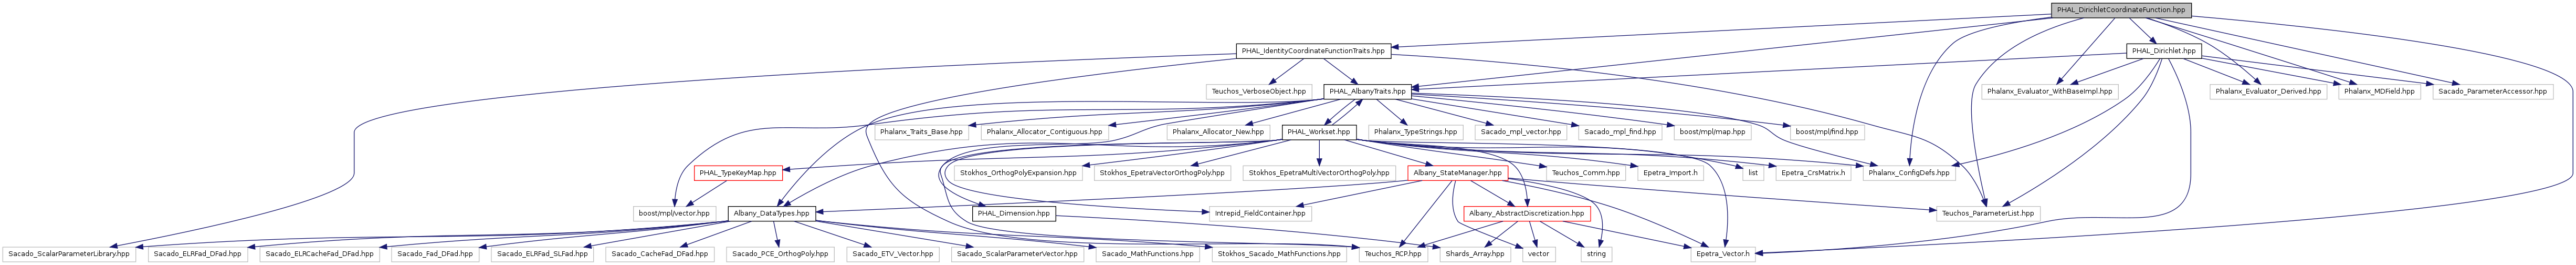 PHAL_DirichletCoordinateFunction.hpp
PHAL_IdentityCoordinateFunctionTraits.hpp
PHAL_Dirichlet.hpp
Teuchos_VerboseObject.hpp
PHAL_AlbanyTraits.hpp
Phalanx_Evaluator_WithBaseImpl.hpp
Phalanx_Evaluator_Derived.hpp
Phalanx_MDField.hpp
Sacado_ParameterAccessor.hpp
Phalanx_Traits_Base.hpp
Phalanx_Allocator_Contiguous.hpp
Phalanx_Allocator_New.hpp
PHAL_Workset.hpp
Phalanx_TypeStrings.hpp
Sacado_mpl_vector.hpp
Sacado_mpl_find.hpp
boost/mpl/map.hpp
boost/mpl/find.hpp
PHAL_TypeKeyMap.hpp
Stokhos_OrthogPolyExpansion.hpp
Stokhos_EpetraVectorOrthogPoly.hpp
Stokhos_EpetraMultiVectorOrthogPoly.hpp
Albany_StateManager.hpp
Teuchos_Comm.hpp
Epetra_Import.h
list
Epetra_CrsMatrix.h
Phalanx_ConfigDefs.hpp
boost/mpl/vector.hpp
Albany_DataTypes.hpp
PHAL_Dimension.hpp
Intrepid_FieldContainer.hpp
Albany_AbstractDiscretization.hpp
Teuchos_ParameterList.hpp
Sacado_ScalarParameterLibrary.hpp
Sacado_ELRFad_DFad.hpp
Sacado_ELRCacheFad_DFad.hpp
Sacado_Fad_DFad.hpp
Sacado_ELRFad_SLFad.hpp
Sacado_CacheFad_DFad.hpp
Sacado_PCE_OrthogPoly.hpp
Sacado_ETV_Vector.hpp
Sacado_ScalarParameterVector.hpp
Sacado_MathFunctions.hpp
Stokhos_Sacado_MathFunctions.hpp
Teuchos_RCP.hpp
Shards_Array.hpp
vector
string
Epetra_Vector.h